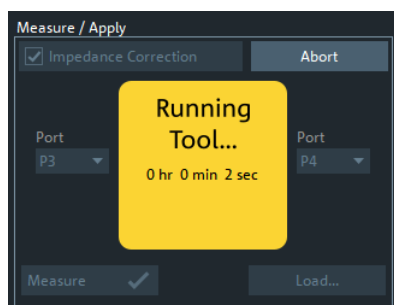 Measure / Apply
Impedance Correction
Abort
Running
Tool...
0 hr 0 min 2 sec
Port
P3
Port
P4
Measure
Load...